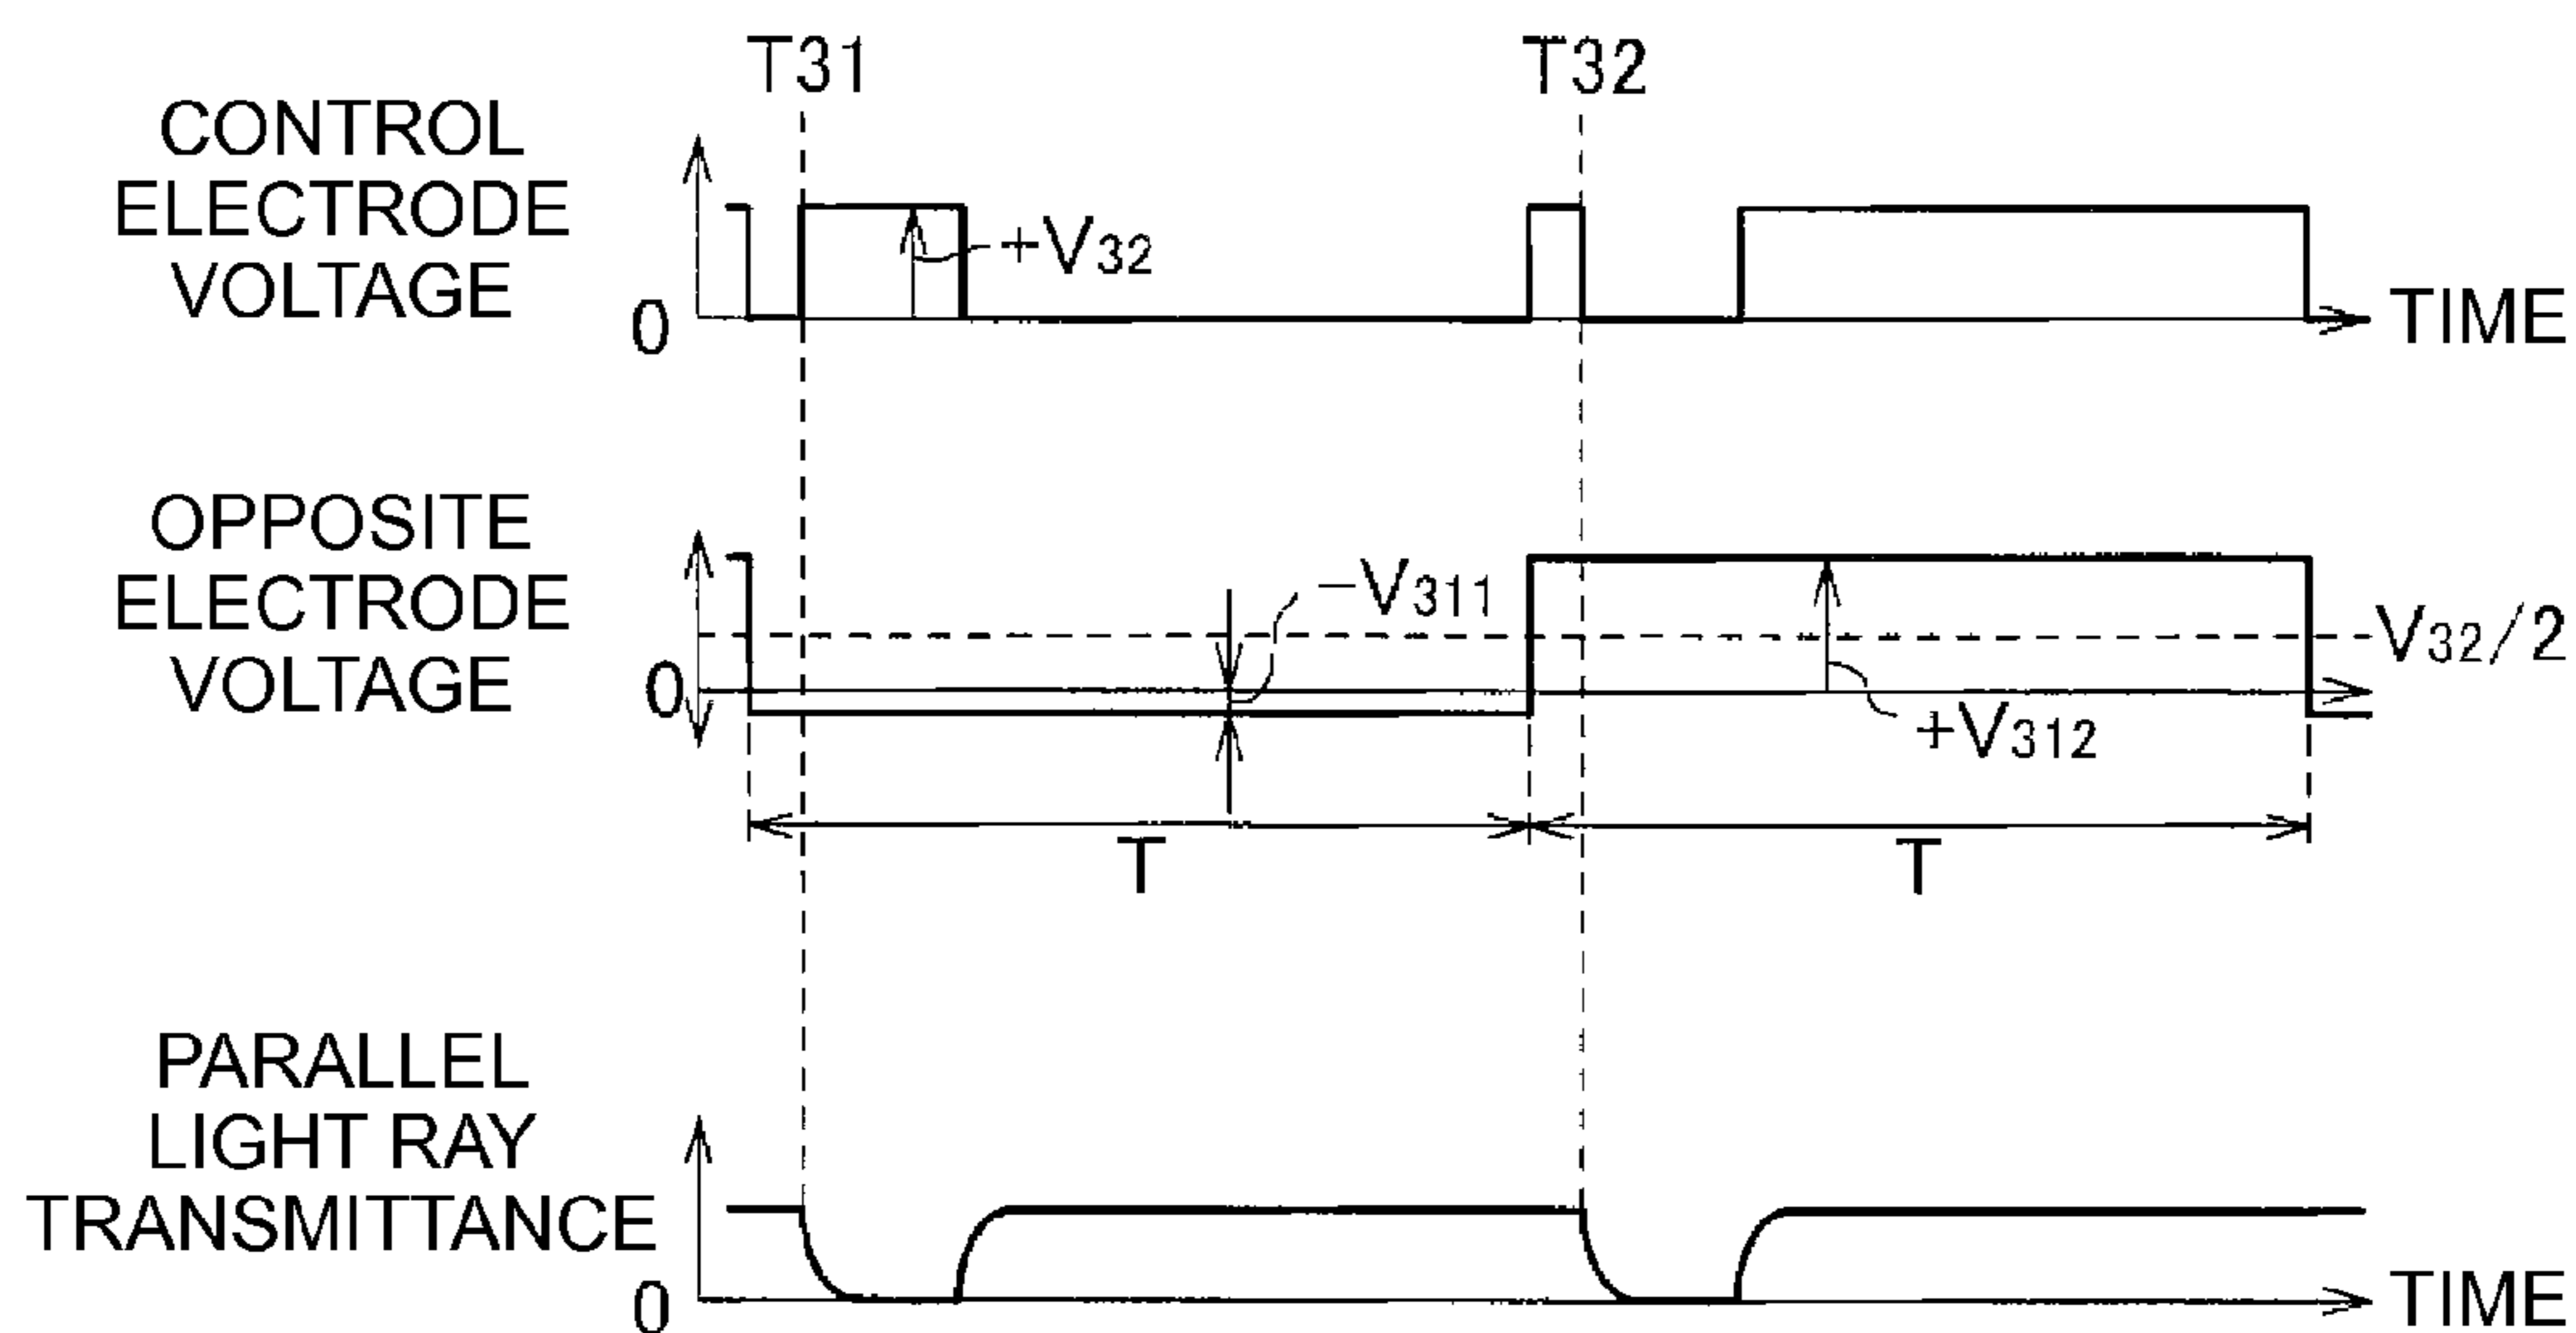 T31
T32
CONTROL
ELECTRODE
VOLTAGE
+V32
0
TIME
OPPOSITE
ELECTRODE
VOLTAGE
-V311
V32/2
0
+V312
T
T
PARALLEL
LIGHT RAY
TRANSMITTANCE
0
TIME